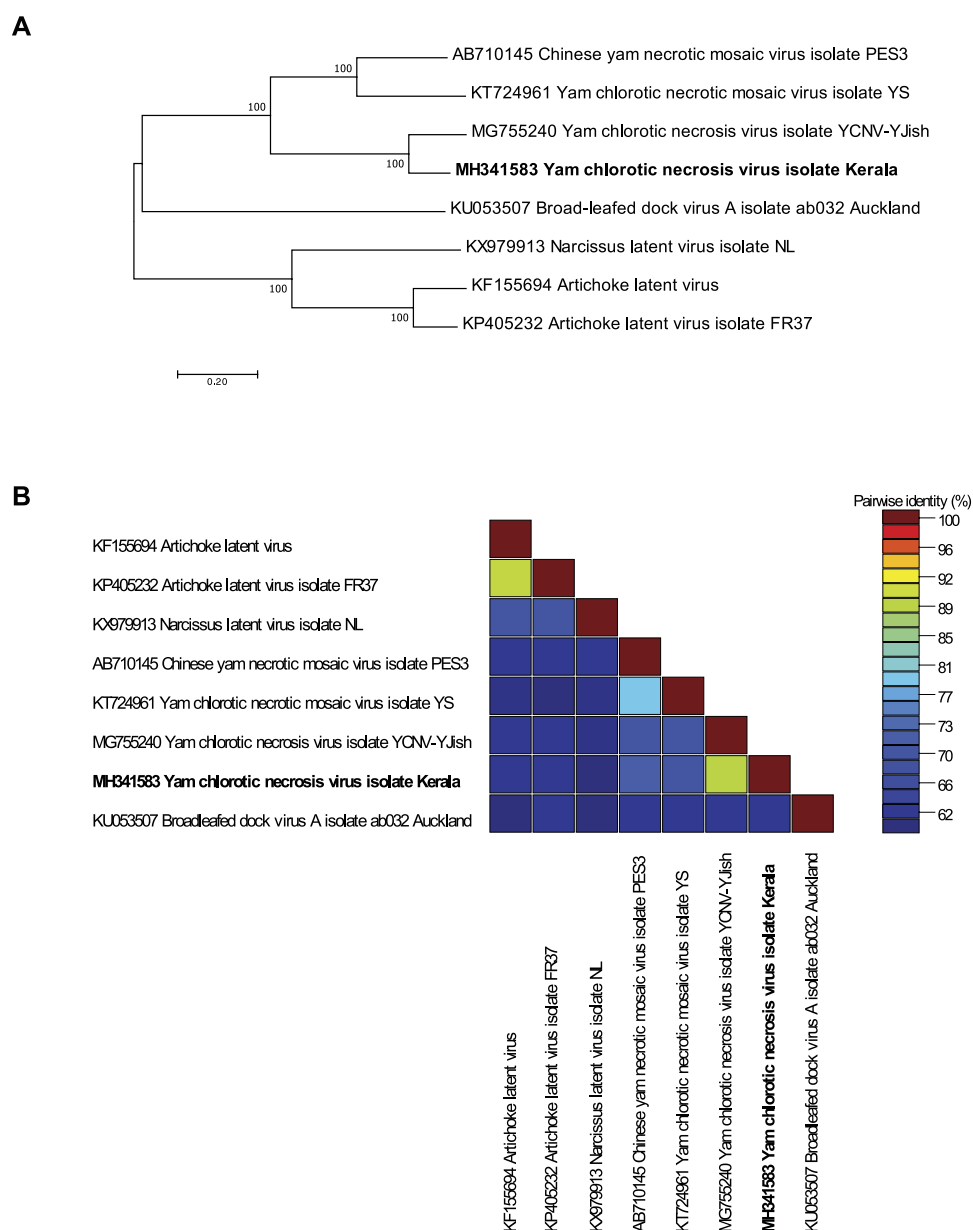 A
AB710145 Chinese yam necrotic mosaic virus isolate PES3
100
KT724961 Yam chlorotic necrotic mosaic virus isolate YS
100
MG755240 Yam chlorotic necrosis virus isolate YCNV-YJish
100
MH341583 Yam chlorotic necrosis virus isolate Kerala
KU053507 Broad-leafed dock virus A isolate ab032 Auckland
KX979913 Narcissus latent virus isolate NL
100
KF155694 Artichoke latent virus
100
KP405232 Artichoke latent virus isolate FR37
0.20
B
Pairwise identity (%)
KF155694 Artichoke latent virus
KP405232 Artichoke latent virus isolate FR37
KX979913 Narcissus latent virus isolate NL
AB710145 Chinese yam necrotic mosaic virus isolate PES3
KT724961 Yam chlorotic necrotic mosaic virus isolate YS
MG755240 Yam chlorotic necrosis virus isolate YCNV-YJish
MH341583 Yam chlorotic necrosis virus isolate Kerala
KU053507 Broadleafed dock virus A isolate ab032 Auckland
100
96
92
89
85
81
77
73
70
66
62
KF155694 Artichoke latent virus
KP405232 Artichoke latent virus isolate FR37
KX979913 Narcissus latent virus isolate NL
AB710145 Chinese yam necrotic mosaic virus isolate PES3
KT724961 Yam chlorotic necrotic mosaic virus isolate YS
MG755240 Yam chlorotic necrosis virus isolate YCNV-YJish
MH341583 Yam chlorotic necrosis virus isolate Kerala
KU053507 Broadleafed dock virus A isolate ab032 Auckland